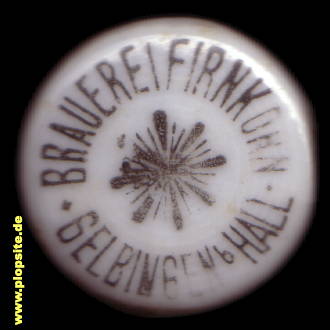 BRAUEREI FIRNKORN
· GELBINGEN b HALL ·
www.plopsite.de